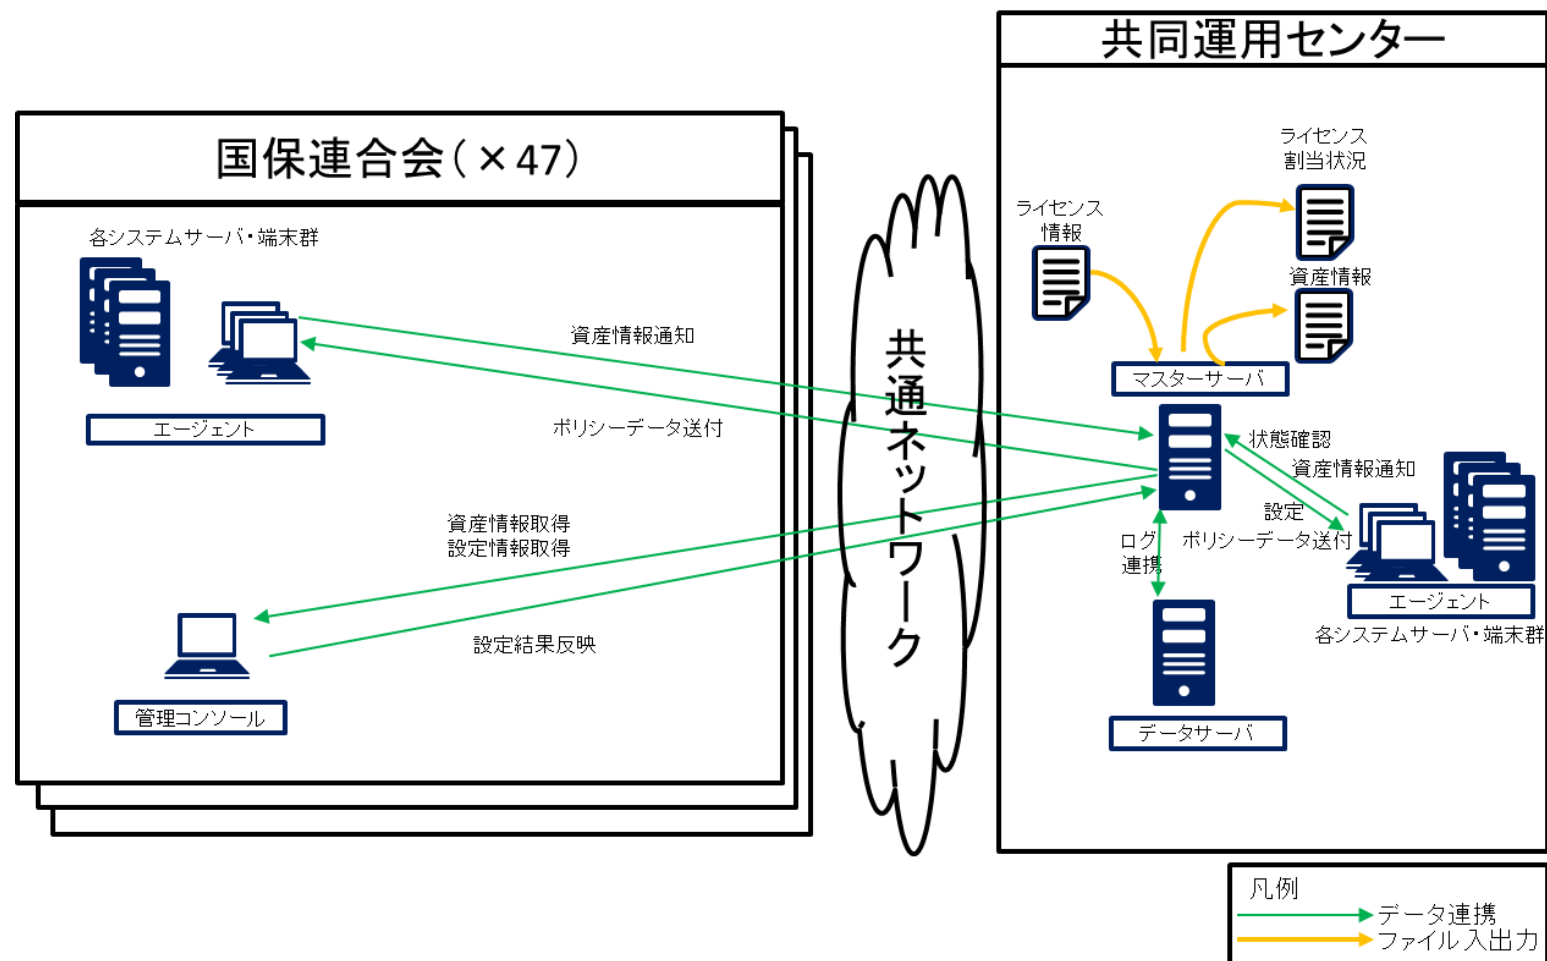 共同運用センター
国保連合会(×47)
各システムサーバ・端末群
エージェント
資産情報通知
ポリシーデータ送付
資産情報取得
設定情報取得
設定結果反映
管理コンソール
共通ネットワーク
ライセンス
情報
ライセンス
割当状況
資産情報
マスターサーバ
状態確認
資産情報通知
設定
ポリシーデータ送付
ログ
連携
エージェント
各システムサーバ・端末群
データサーバ
凡例
データ連携
ファイル入出力